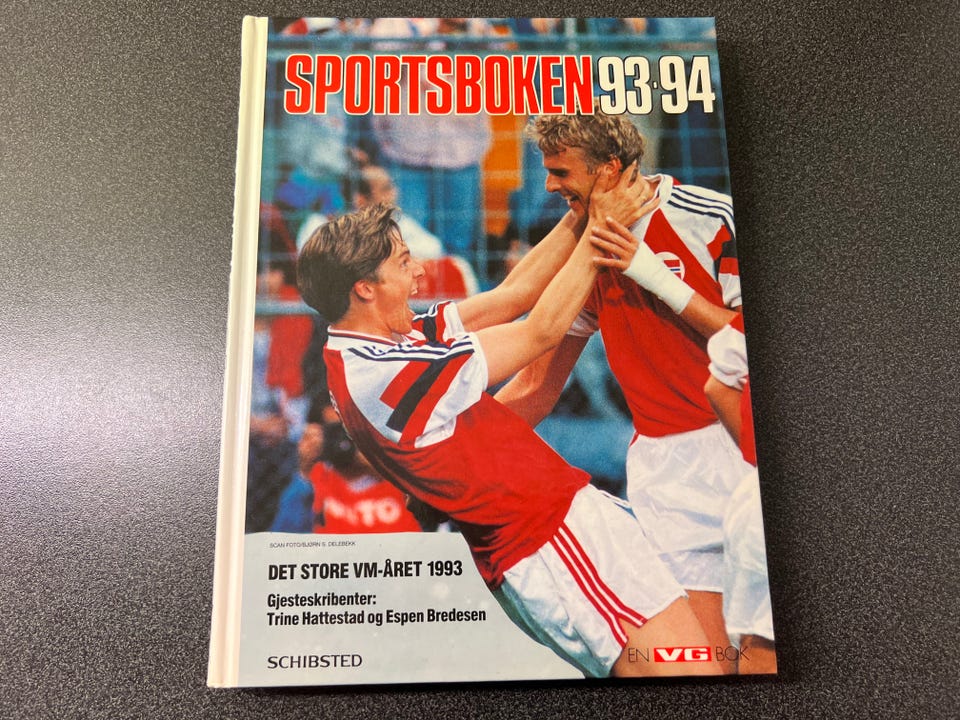 SPORTSBOKEN 93·94
SCAN FOTO/BJØRN S. DELEBEKK
DET STORE VM-ÅRET 1993
Gjesteskribenter:
Trine Hattestad og Espen Bredesen
SCHIBSTED
EN VG BOK